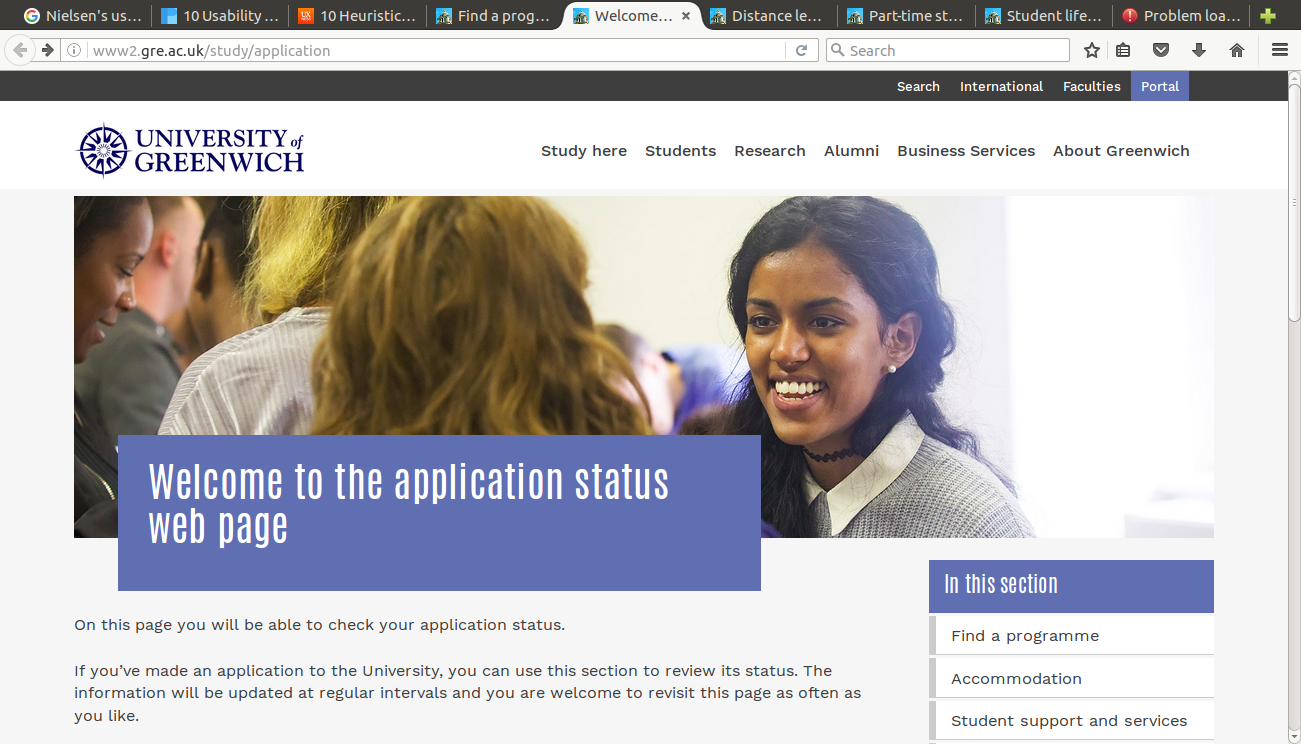 Nielsen's us... 10 Usability ... 10 Heuristic... Find a prog... Welcome... Distance le... Part-time st... Student life... Problem loa...
www2.gre.ac.uk/study/application Search
Search International Faculties Portal
UNIVERSITY of
GREENWICH
Study here Students Research Alumni Business Services About Greenwich
Welcome to the application status
web page
On this page you will be able to check your application status.
If you’ve made an application to the University, you can use this section to review its status. The
information will be updated at regular intervals and you are welcome to revisit this page as often as
you like.
In this section
Find a programme
Accommodation
Student support and services